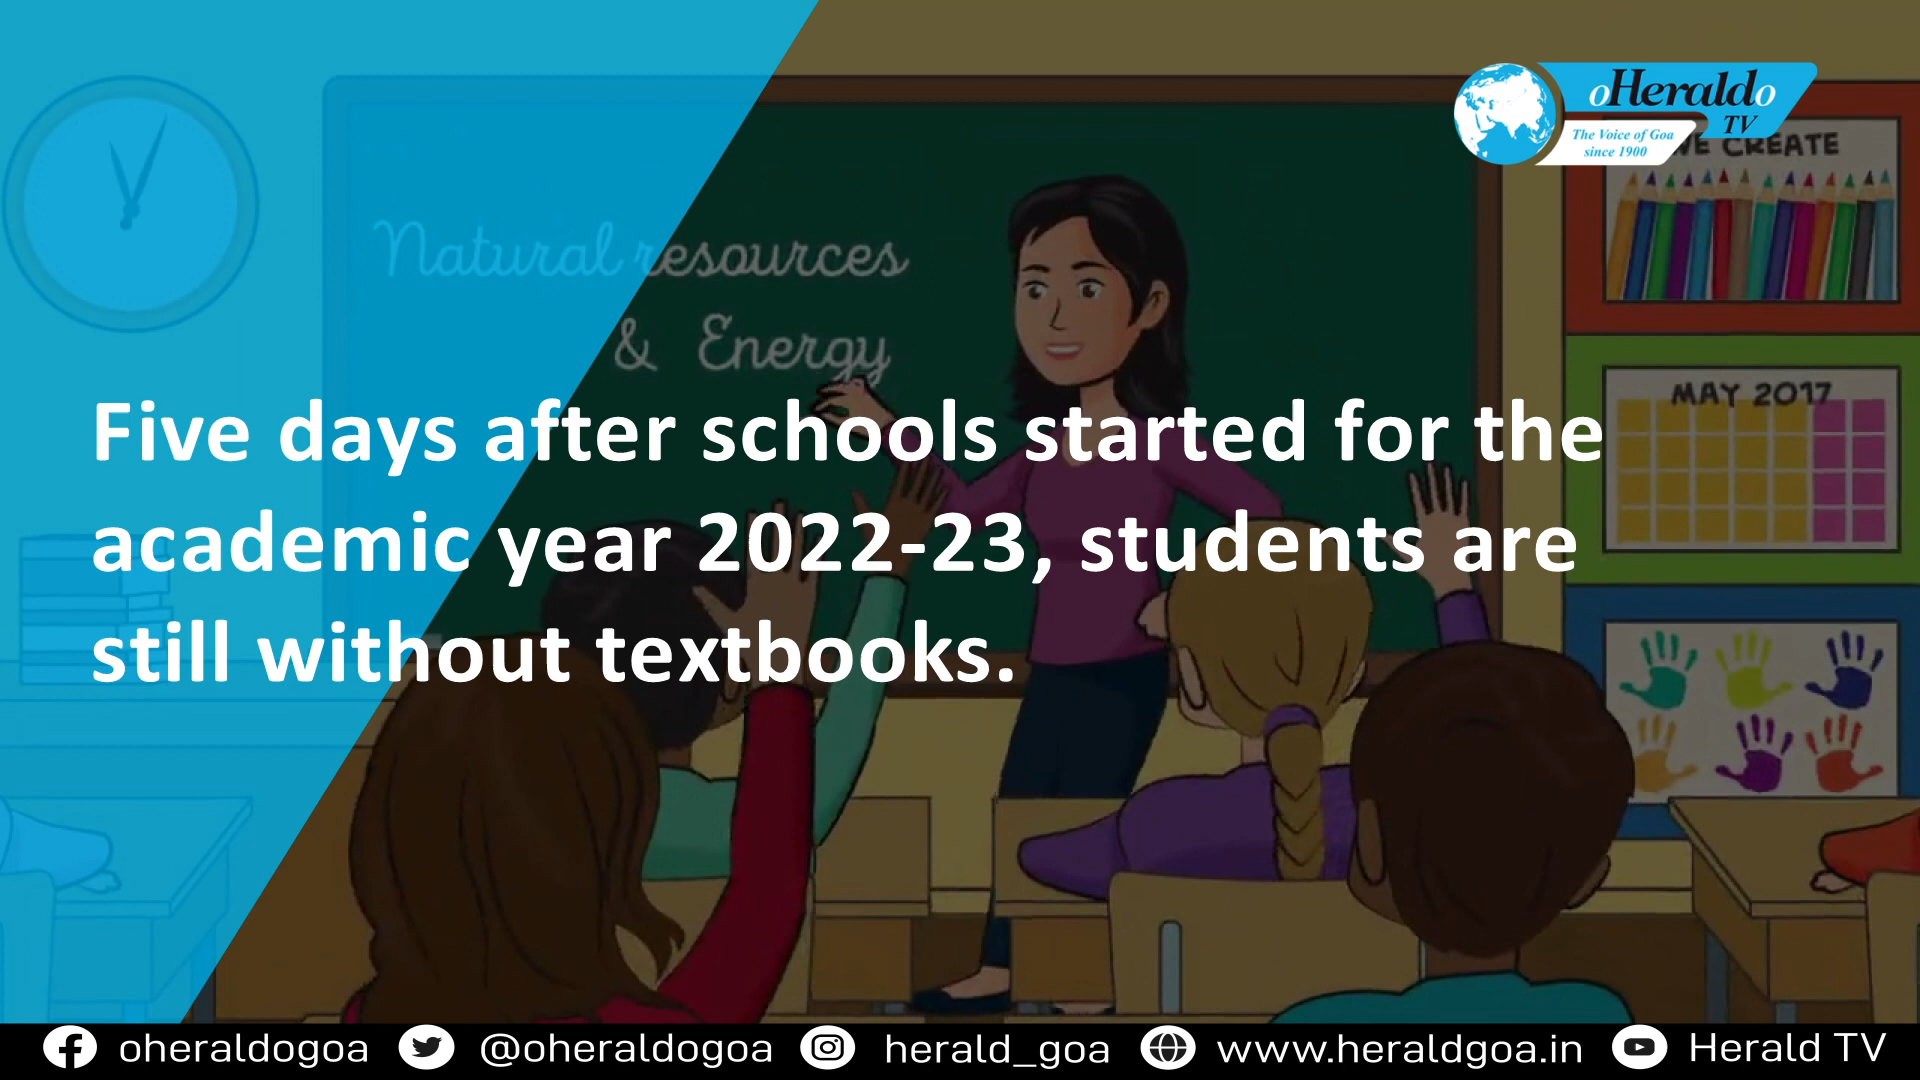 oHeraldo
TV
The Voice of Goa
since 1900
WE CREATE
Natural resources
& Energy
MAY 2017
Five days after schools started for the
academic year 2022-23, students are
still without textbooks.
oheraldogoa @oheraldogoa herald_goa www.heraldgoa.in Herald TV